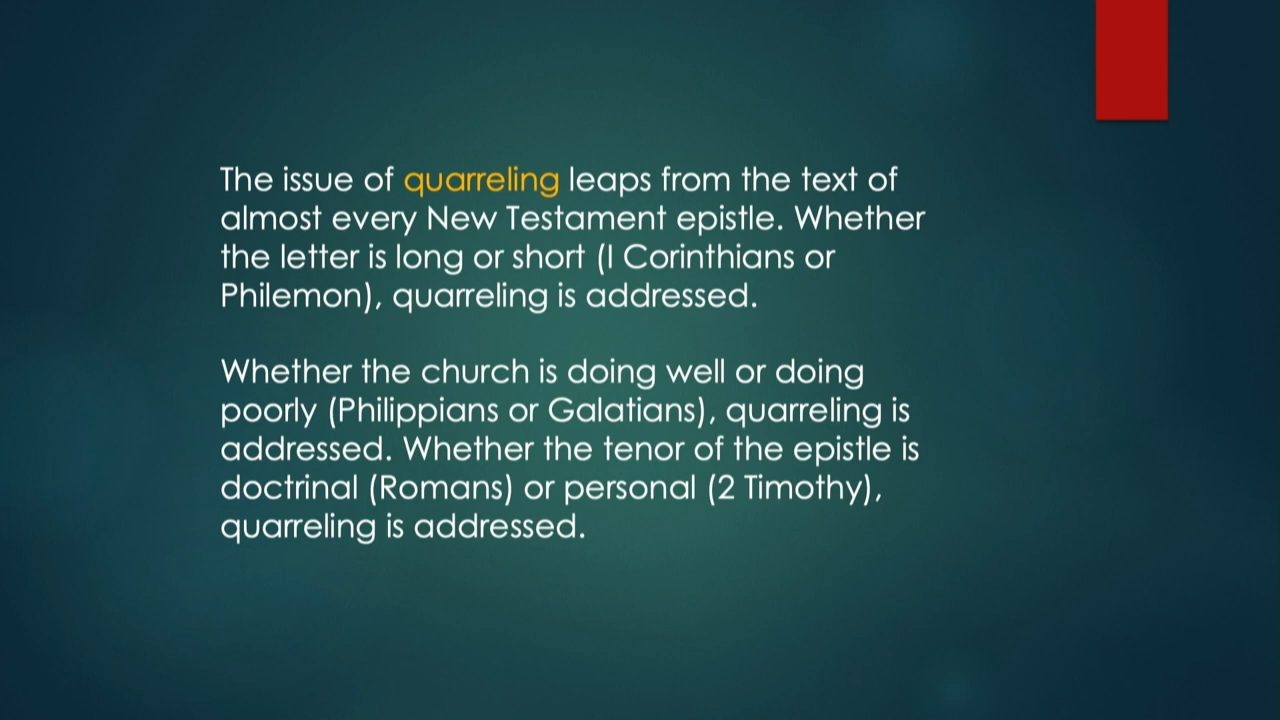 The issue of quarreling leaps from the text of
almost every New Testament epistle. Whether
the letter is long or short (I Corinthians or
Philemon), quarreling is addressed.
Whether the church is doing well or doing
poorly (Philippians or Galatians), quarreling is
addressed. Whether the tenor of the epistle is
doctrinal (Romans) or personal (2 Timothy),
quarreling is addressed.